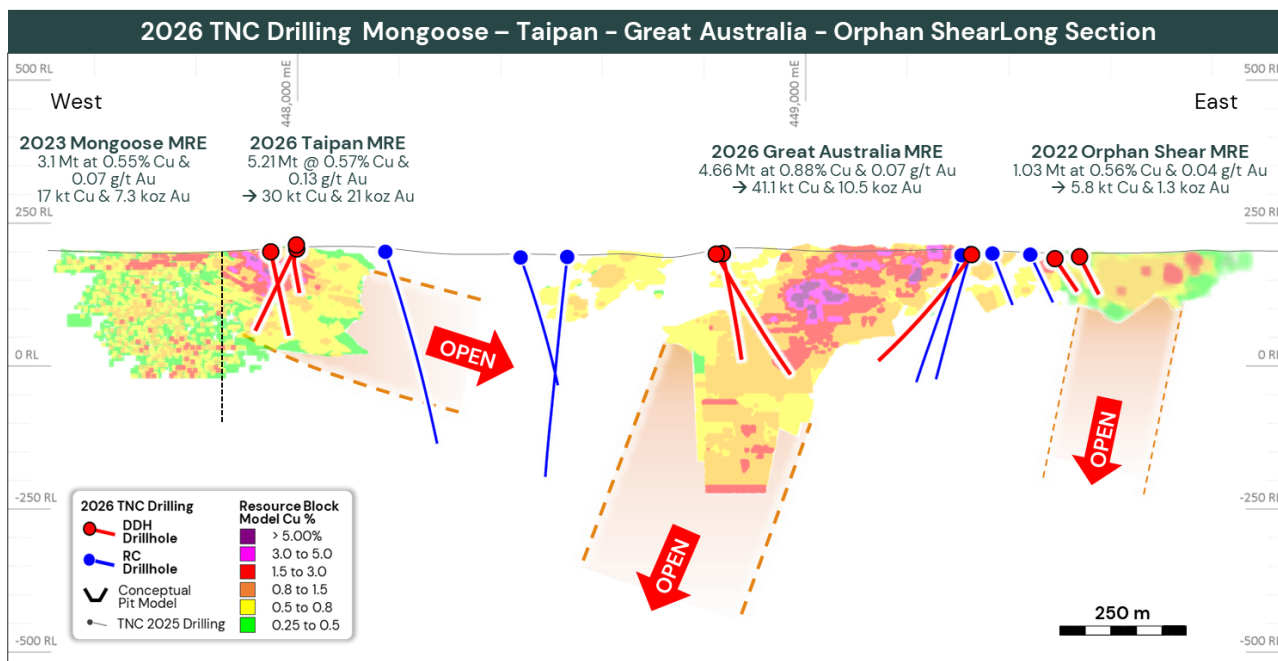 2026 TNC Drilling Mongoose – Taipan - Great Australia - Orphan ShearLong Section
500 RL
500 RL
West
448,000 mE
449,000 mE
East
2023 Mongoose MRE
3.1 Mt at 0.55% Cu &
0.07 g/t Au
17 kt Cu & 7.3 koz Au
2026 Taipan MRE
5.21 Mt @ 0.57% Cu &
0.13 g/t Au
→ 30 kt Cu & 21 koz Au
2026 Great Australia MRE
4.66 Mt at 0.88% Cu & 0.07 g/t Au
→ 41.1 kt Cu & 10.5 koz Au
2022 Orphan Shear MRE
1.03 Mt at 0.56% Cu & 0.04 g/t Au
→ 5.8 kt Cu & 1.3 koz Au
250 RL
250 RL
0 RL
0 RL
OPEN
OPEN
OPEN
-250 RL
-250 RL
2026 TNC Drilling
DDH
Drillhole
RC
Drillhole
Conceptual
Pit Model
TNC 2025 Drilling
Resource Block
Model Cu %
> 5.00%
3.0 to 5.0
1.5 to 3.0
0.8 to 1.5
0.5 to 0.8
0.25 to 0.5
250 m
-500 RL
-500 RL